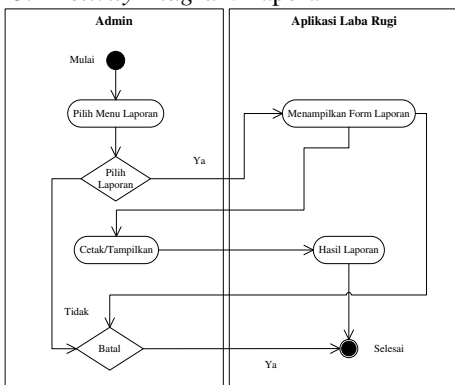 Admin
Aplikasi Laba Rugi
Mulai
Pilih Menu Laporan
Menampilkan Form Laporan
Ya
Pilih
Laporan
Cetak/Tampilkan
Hasil Laporan
Tidak
Batal
Selesai
Ya